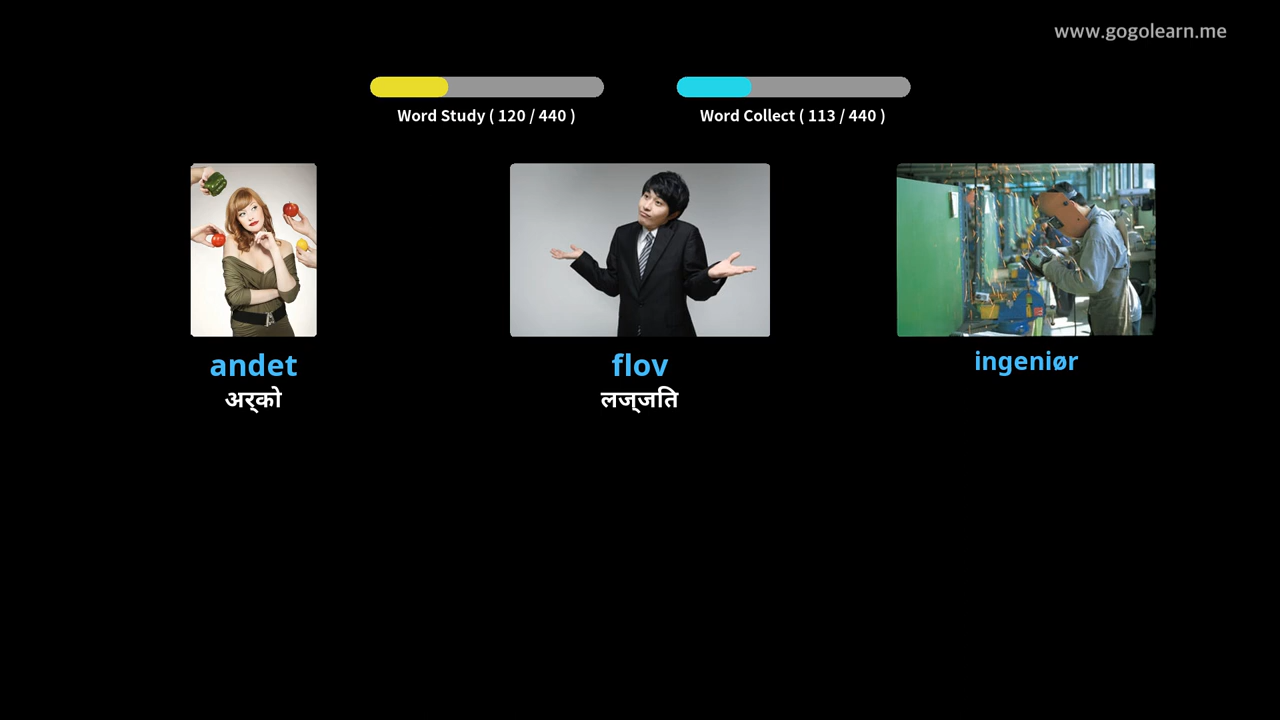 www.gogolearn.me
Word Study ( 120 / 440 )
Word Collect ( 113 / 440 )
andet
अर्को
flov
लज्जति
ingeniør